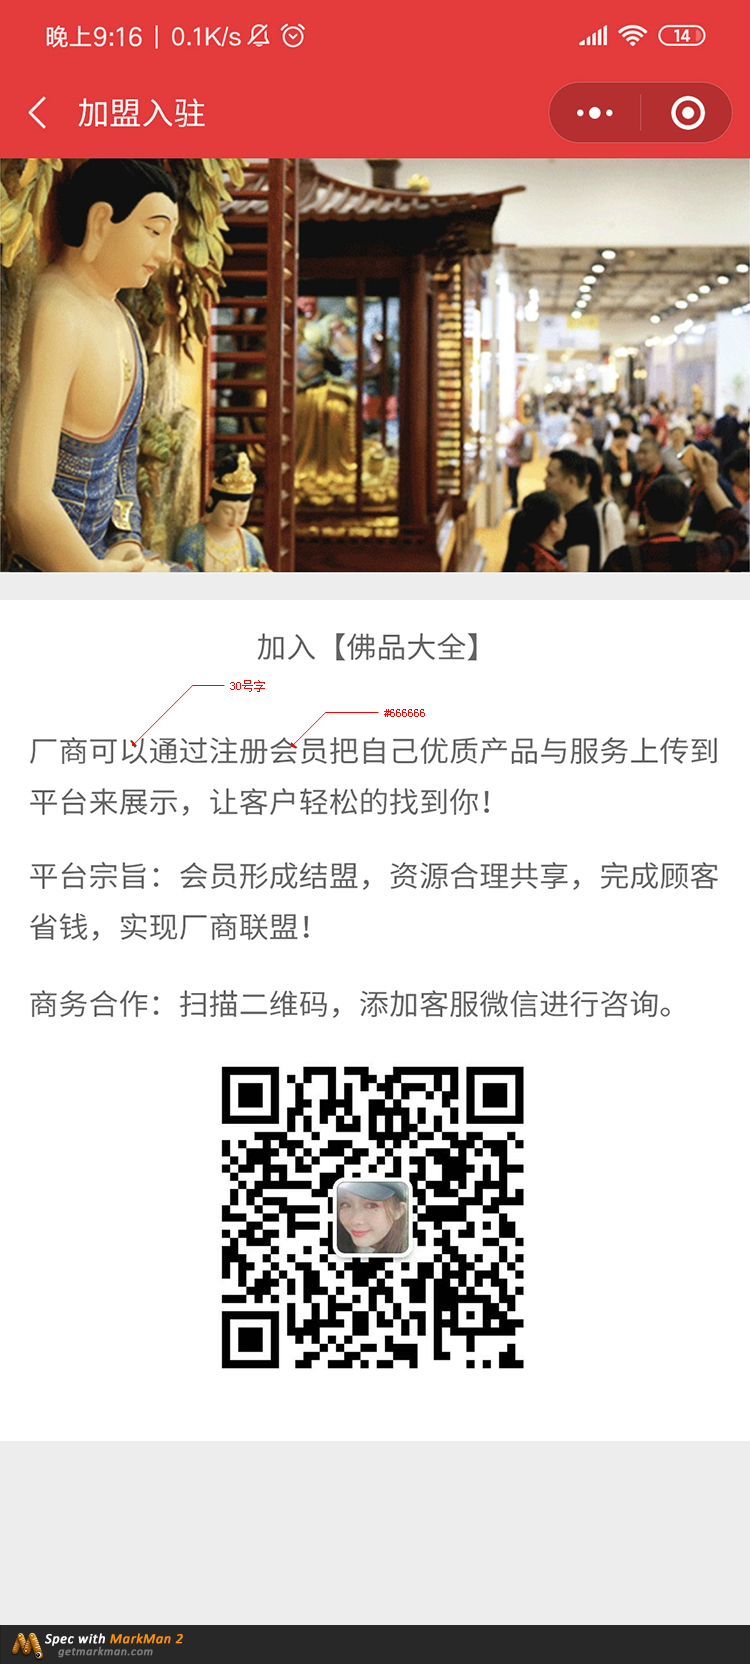 晚上9:16 | 0.1K/s
14
加盟入驻
加入【佛品大全】
30号字
#666666
厂商可以通过注册会员把自己优质产品与服务上传到
平台来展示，让客户轻松的找到你！
平台宗旨：会员形成结盟，资源合理共享，完成顾客
省钱，实现厂商联盟！
商务合作：扫描二维码，添加客服微信进行咨询。
Spec with MarkMan 2
getmarkman.com